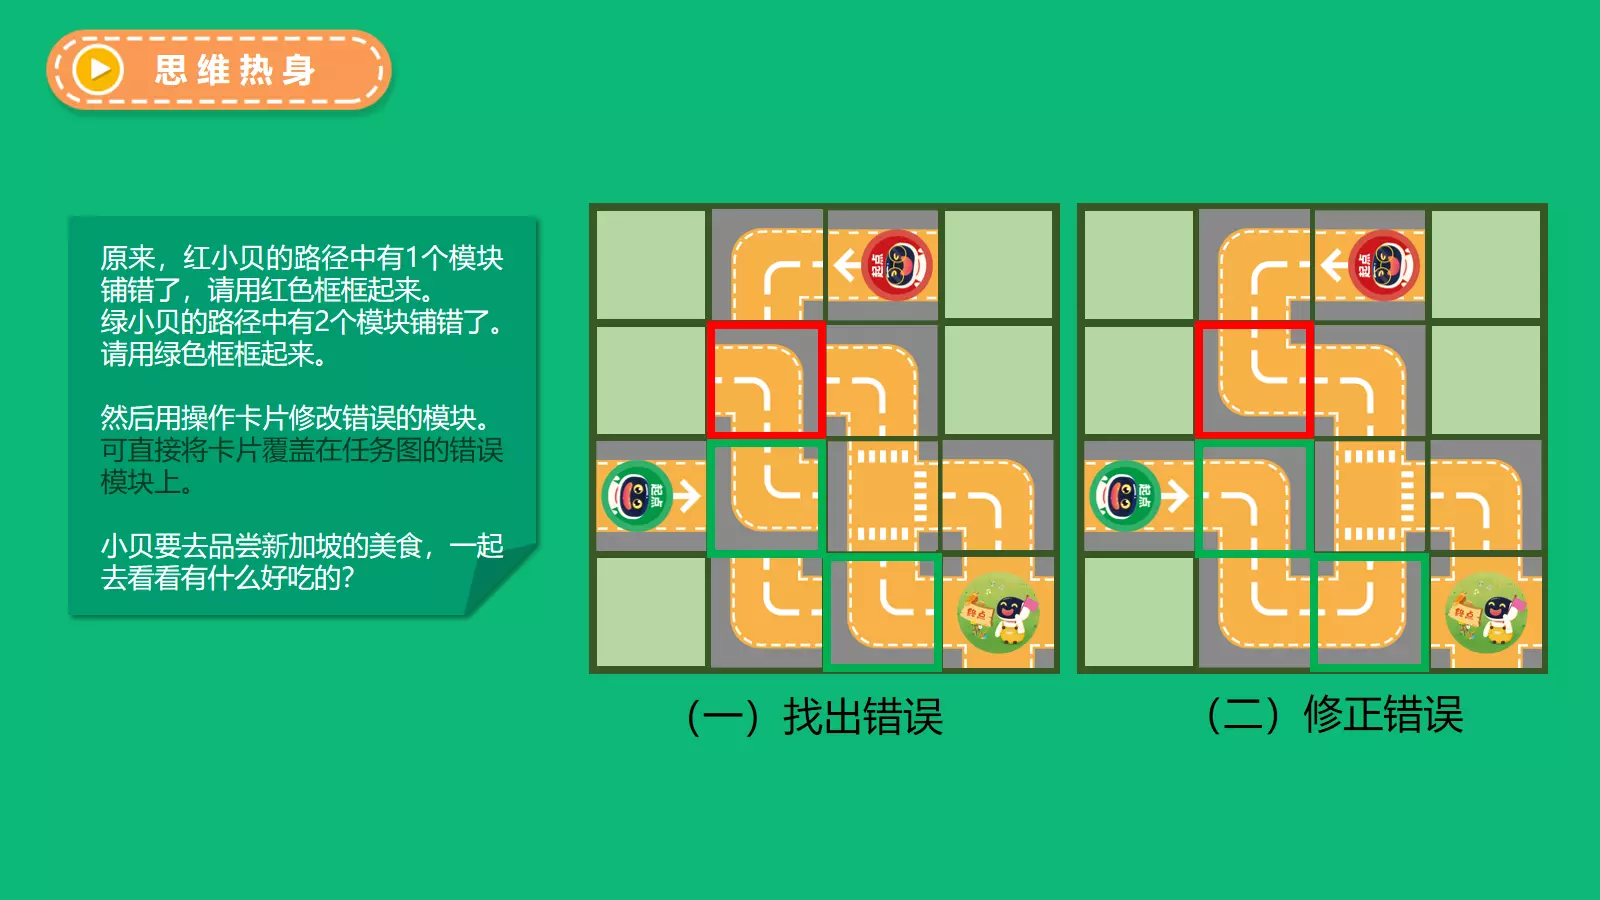 思维热身
原来，红小贝的路径中有1个模块
铺错了，请用红色框框起来。
绿小贝的路径中有2个模块铺错了。
请用绿色框框起来。
然后用操作卡片修改错误的模块。
可直接将卡片覆盖在任务图的错误
模块上。
小贝要去品尝新加坡的美食，一起
去看看有什么好吃的？
起点
起点
终点
（一）找出错误
起点
起点
终点
（二）修正错误